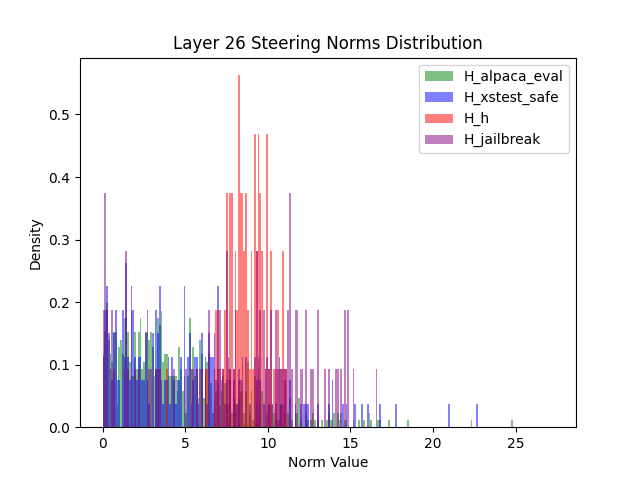 Layer 26 Steering Norms Distribution
H_alpaca_eval
H_xstest_safe
H_h
H_jailbreak
Density
0.5
0.4
0.3
0.2
0.1
0.0
0 5 10 15 20 25
Norm Value